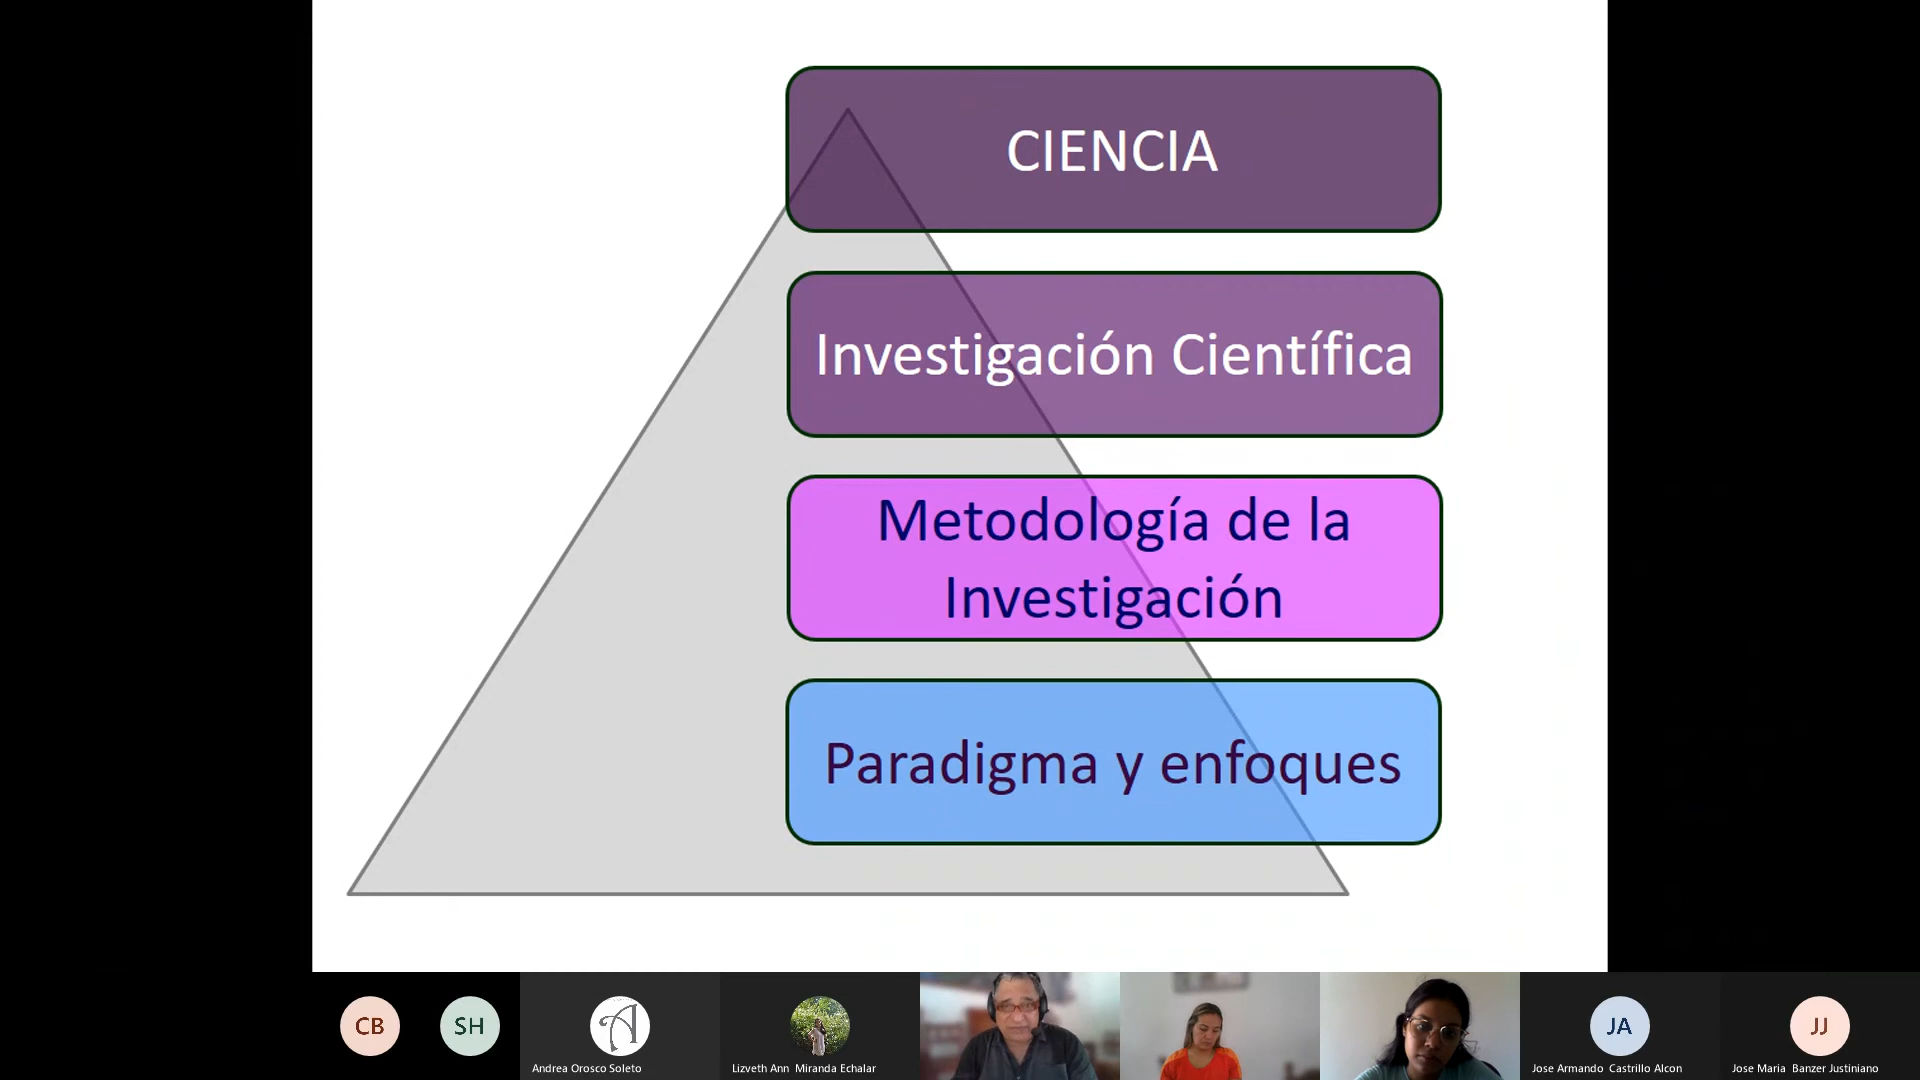 CIENCIA
Investigación Científica
Metodología de la
Investigación
Paradigma y enfoques
CB
SH
A
Andrea Orosco Soleto
Lizveth Ann Miranda Echalar
JA
Jose Armando Castrillo Alcon
JJ
Jose Maria Banzer Justiniano